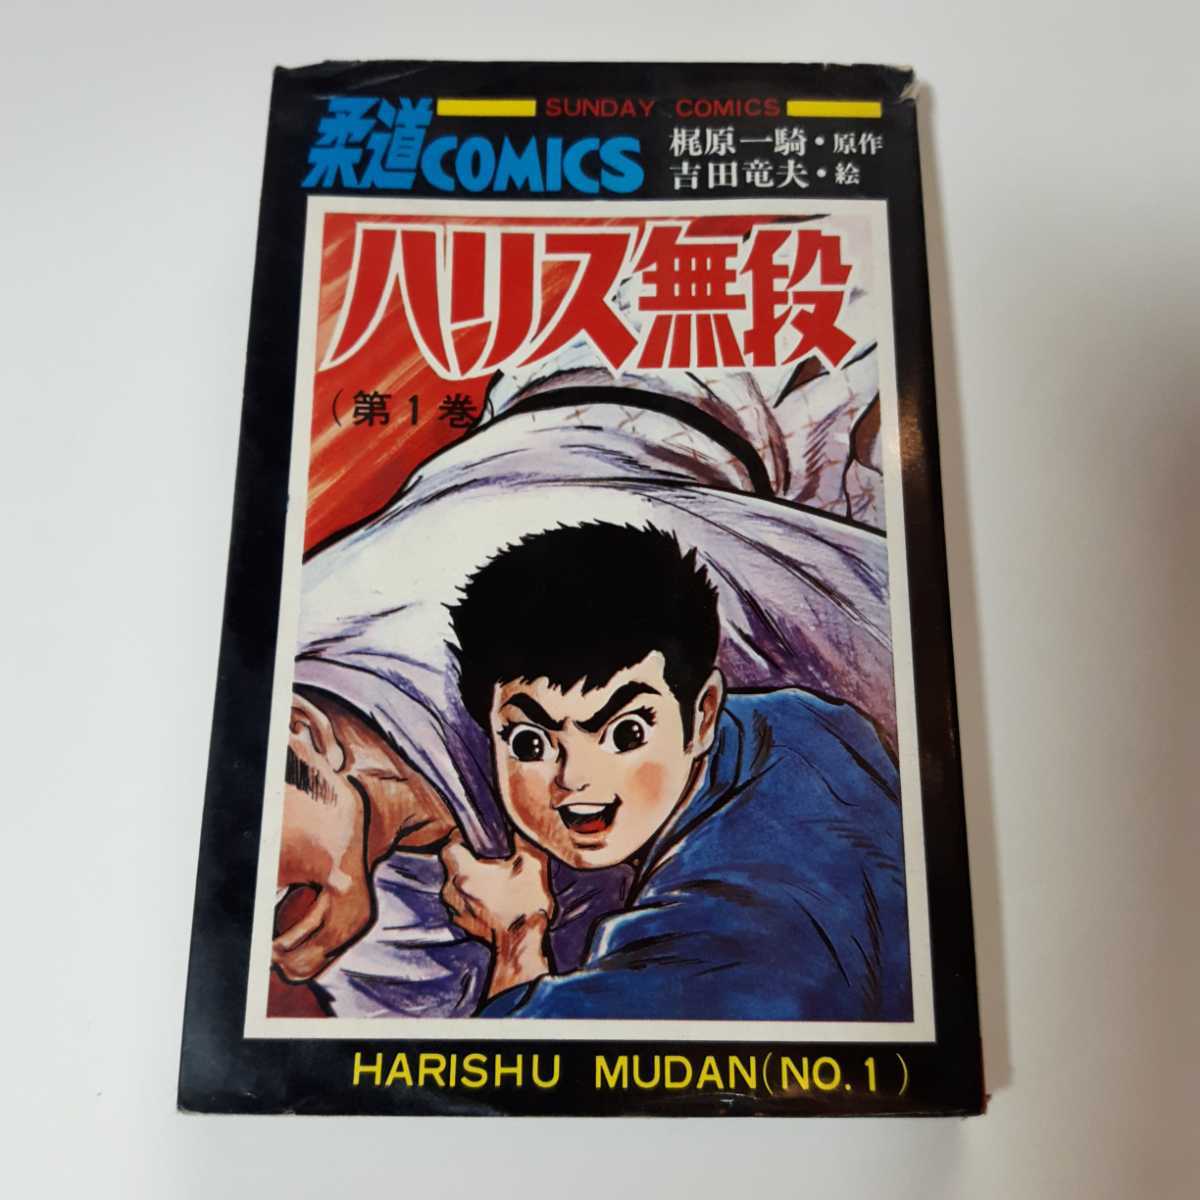 SUNDAY COMICS
柔道COMICS
梶原一騎・原作
吉田竜夫・絵
ハリス無段
(第1巻)
HARISHU MUDAN(NO.1)